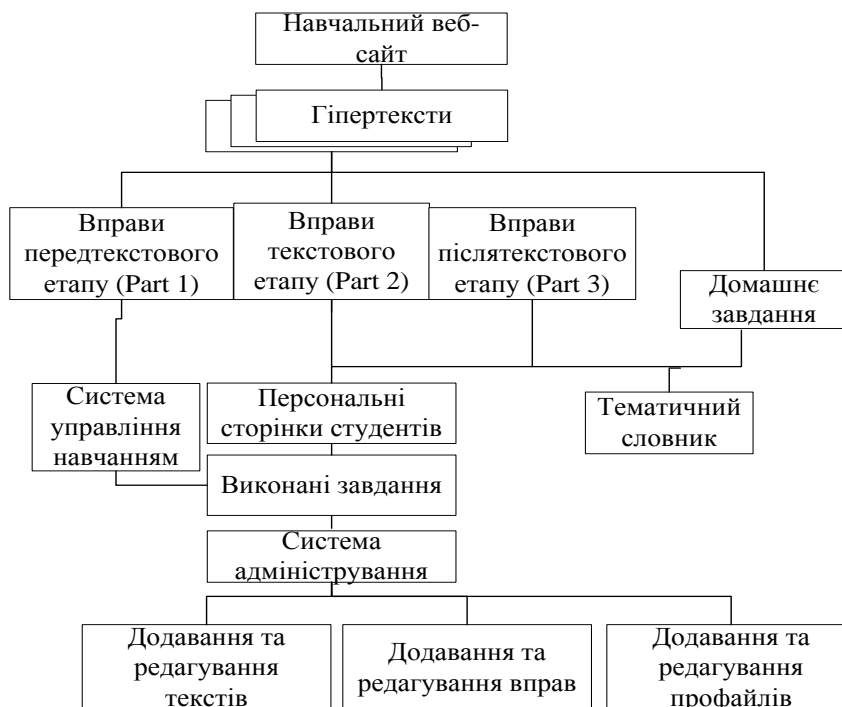 Навчальний веб-
сайт
Гіпертексти
Вправи
передтекстового
етапу (Part 1)
Вправи
текстового
етапу (Part 2)
Вправи
післятекстового
етапу (Part 3)
Домашнє
завдання
Система
управління
навчанням
Персональні
сторінки студентів
Тематичний
словник
Виконані завдання
Система
адміністрування
Додавання та
редагування
текстів
Додавання та
редагування вправ
Додавання та
редагування
профайлів